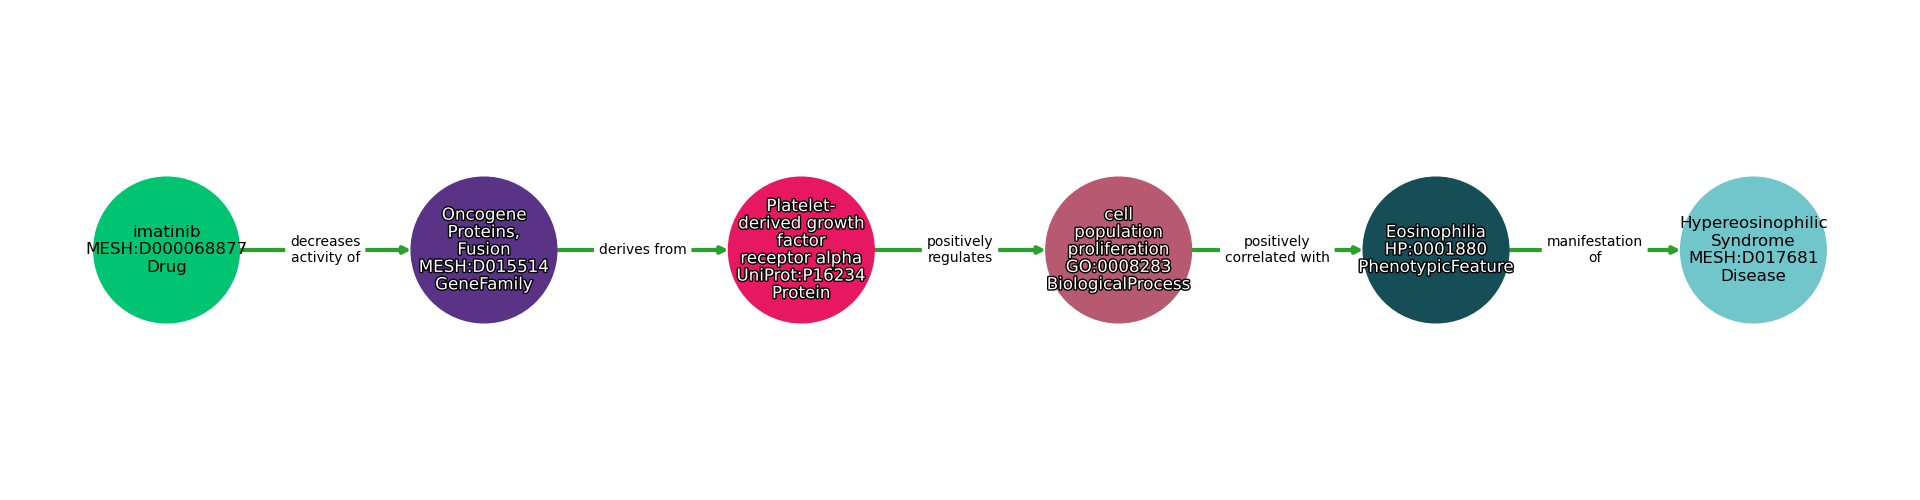 imatinib
MESH:D000068877
Drug
decreases
activity of
Oncogene
Proteins,
Fusion
MESH:D015514
GeneFamily
derives from
Platelet-
derived growth
factor
receptor alpha
UniProt:P16234
Protein
positively
regulates
cell
population
proliferation
GO:0008283
BiologicalProcess
positively
correlated with
Eosinophilia
HP:0001880
PhenotypicFeature
manifestation
of
Hypereosinophilic
Syndrome
MESH:D017681
Disease